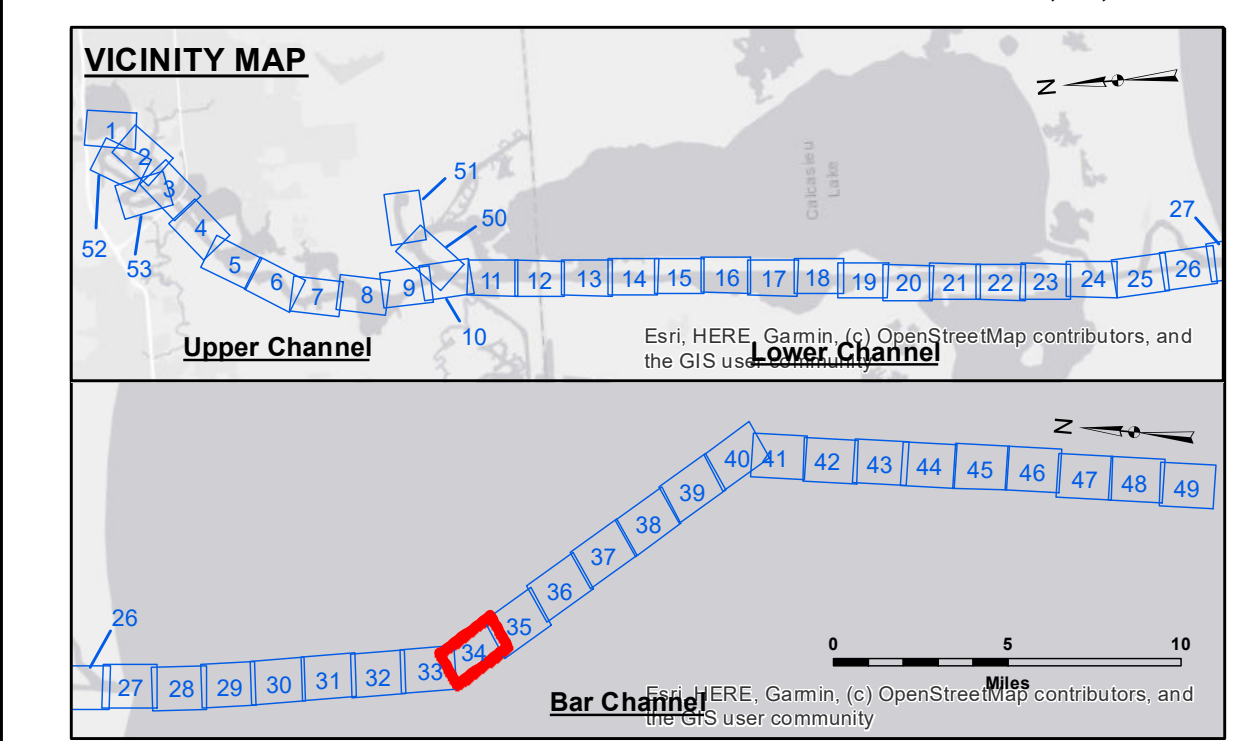 VICINITY MAP
N
1
2
3
52
53
4
5
6
7
8
9
51
50
10
11 12 13 14 15 16 17 18 19 20 21 22 23 24 25 26
27
Calcasieu
Lake
Upper Channel
Lower Channel
Esri, HERE, Garmin, (c) OpenStreetMap contributors, and
the GIS user community
N
26
27 28 29 30 31 32 33 34 35 36 37 38 39 40 41 42 43 44 45 46 47 48 49
0 5 10
Miles
Bar Channel
Esri, HERE, Garmin, (c) OpenStreetMap contributors, and
the GIS user community